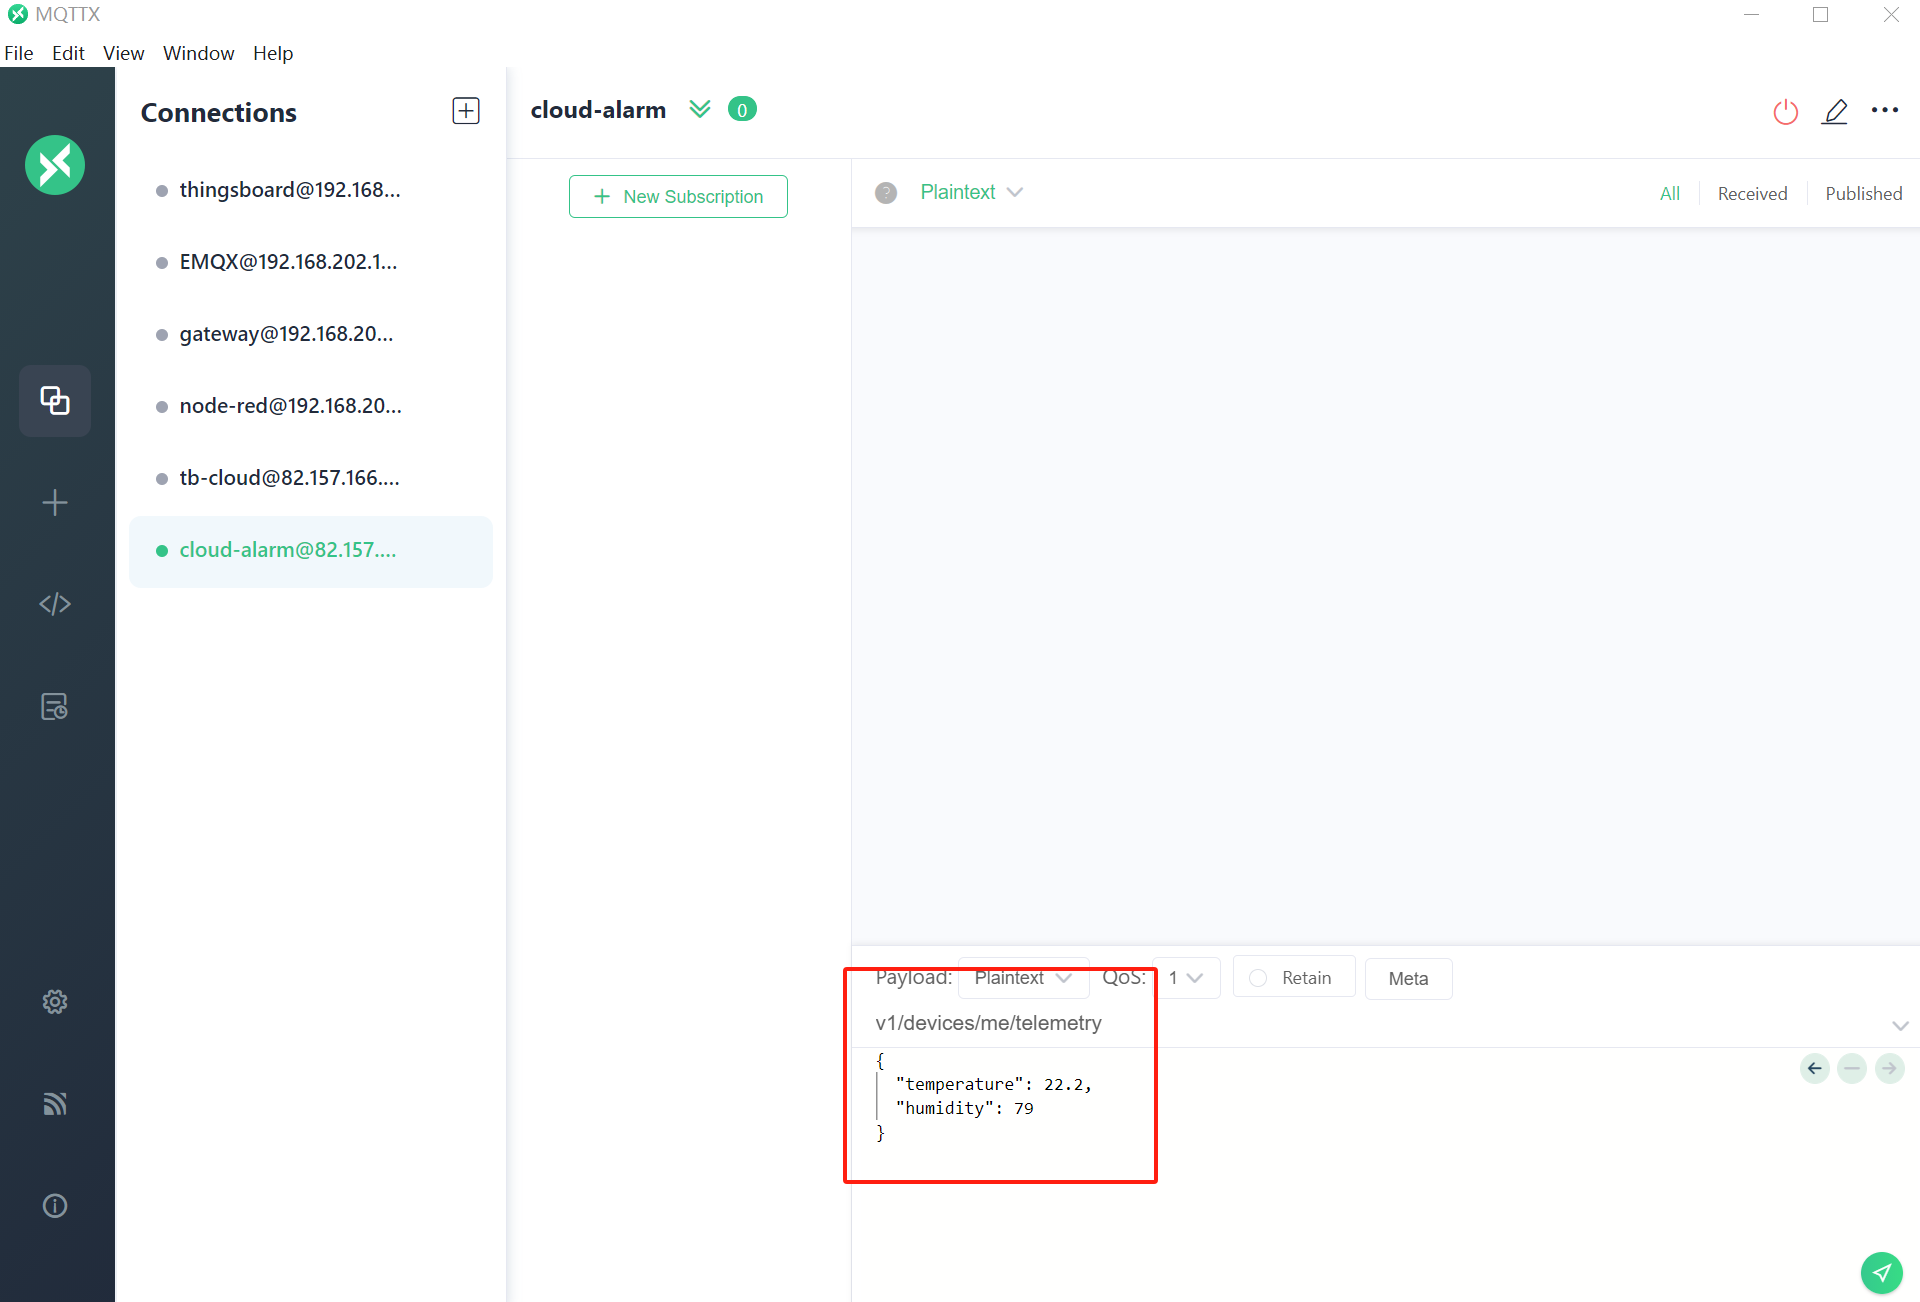 MQTTX
File Edit View Window Help
Connections
thingsboard@192.168...
EMQX@192.168.202.1...
gateway@192.168.20...
node-red@192.168.20...
tb-cloud@82.157.166....
cloud-alarm@82.157....
cloud-alarm 0
New Subscription
Plaintext
All Received Published
Payload: Plaintext QoS: 1 Retain Meta
v1/devices/me/telemetry
{
"temperature": 22.2,
"humidity": 79
}